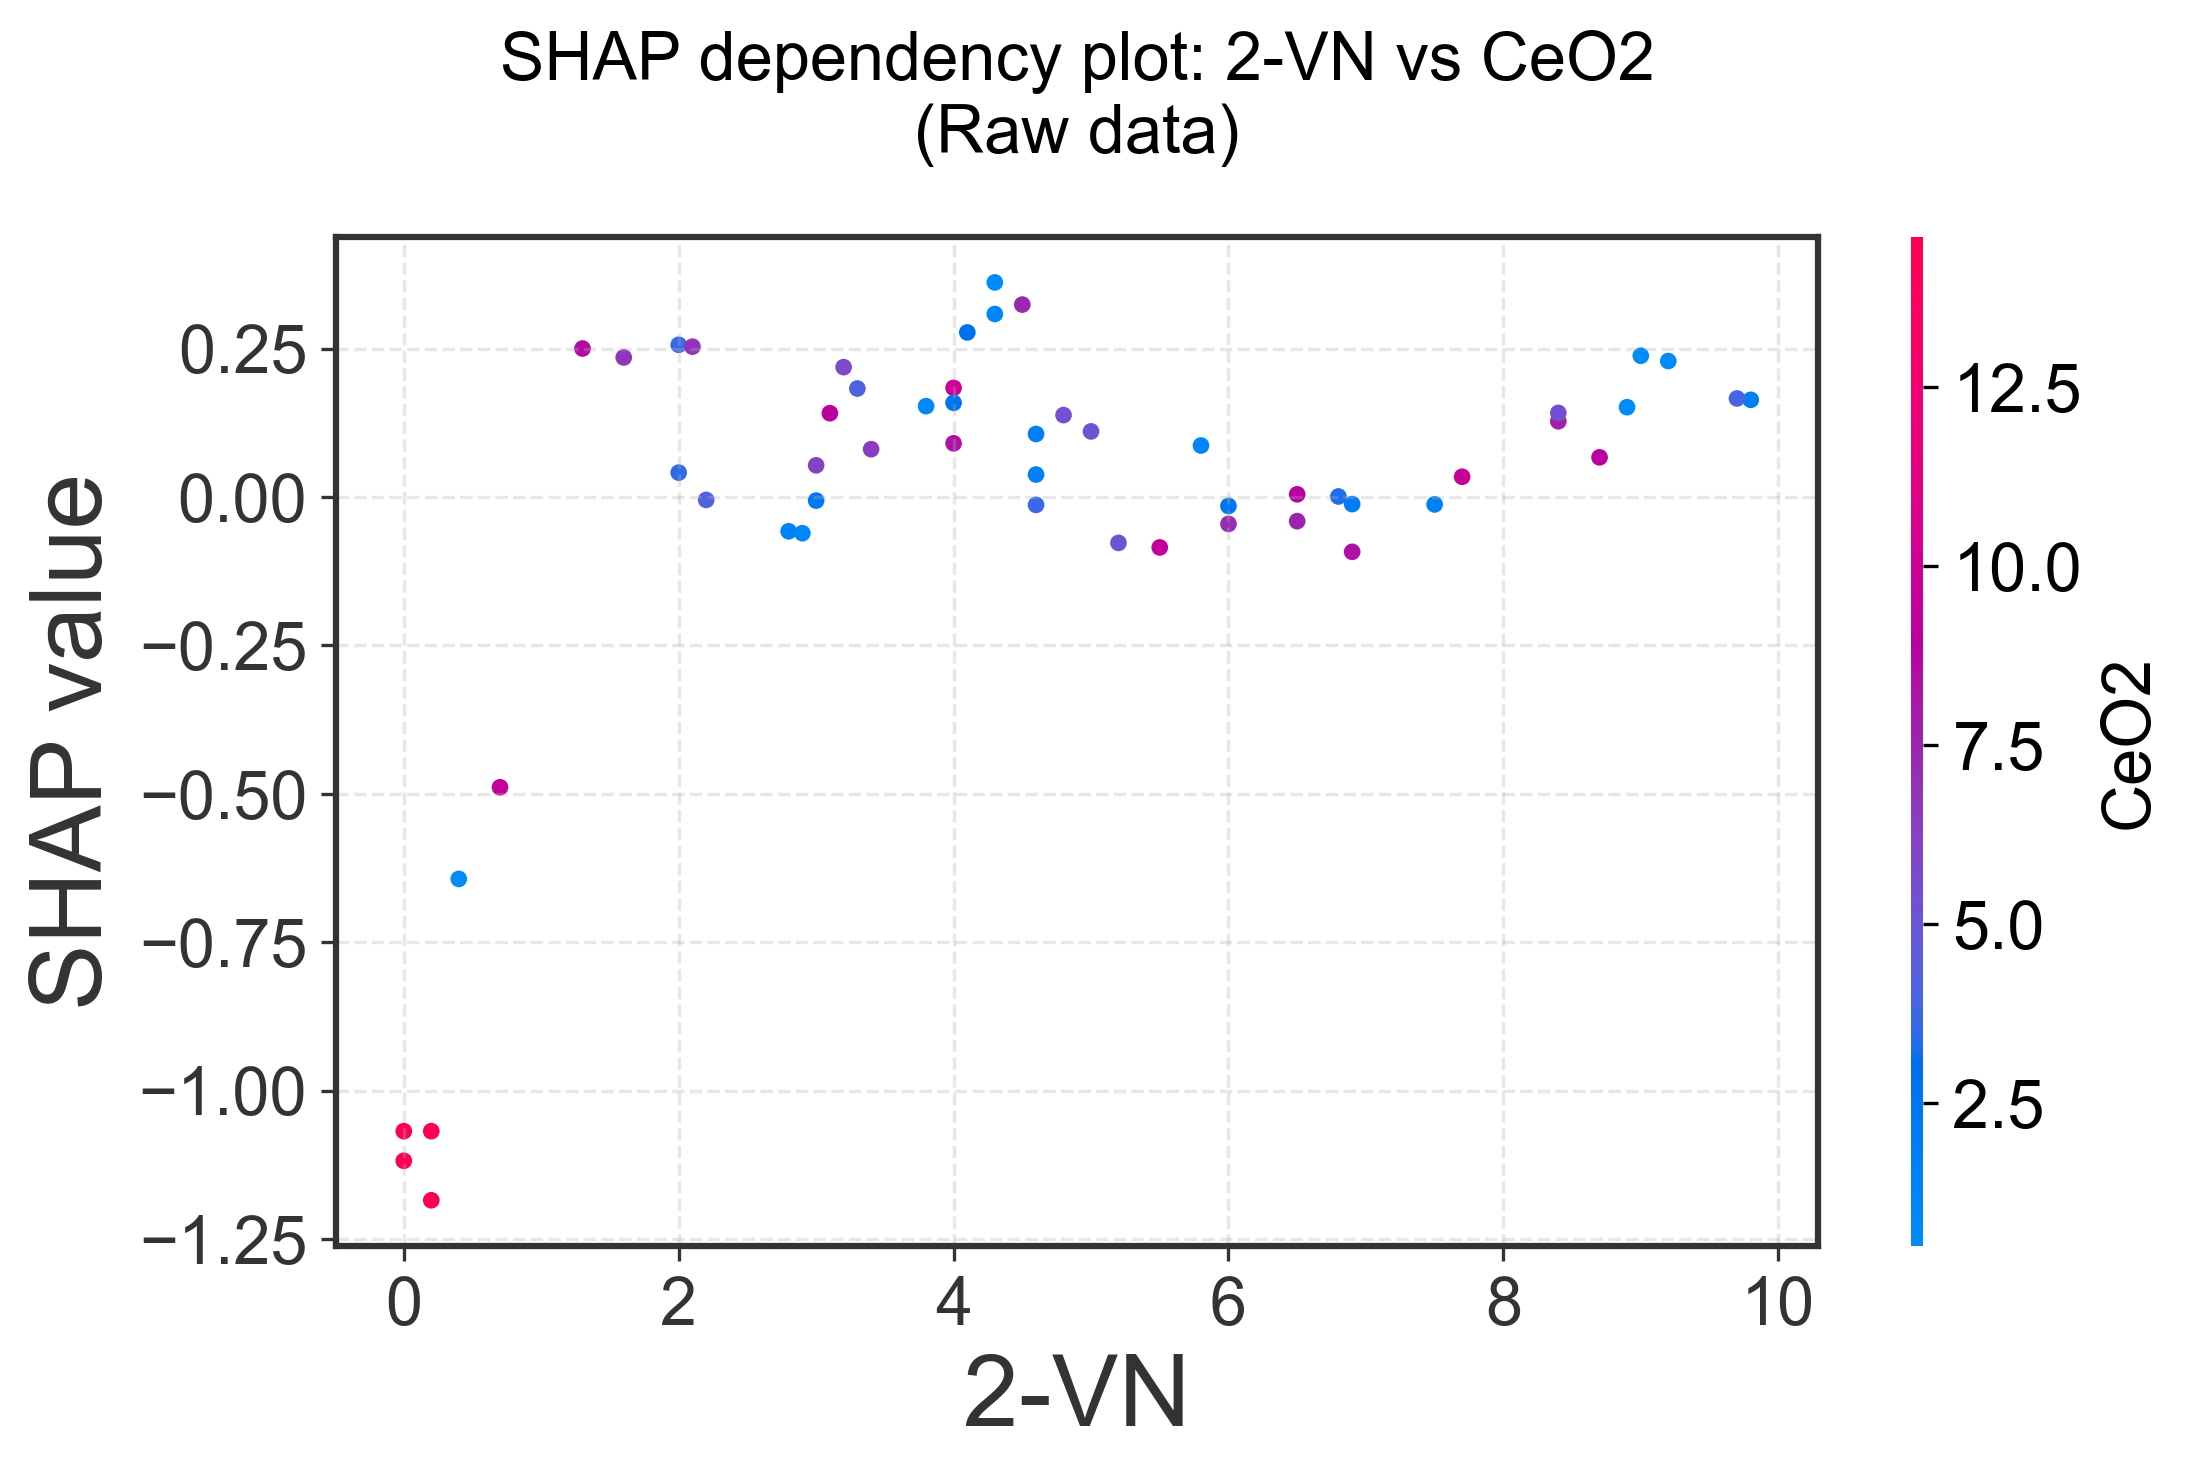 SHAP dependency plot: 2-VN vs CeO2
(Raw data)
SHAP value
0.25
0.00
−0.25
−0.50
−0.75
−1.00
−1.25
0 2 4 6 8 10
2-VN
12.5
10.0
7.5
5.0
2.5
CeO2